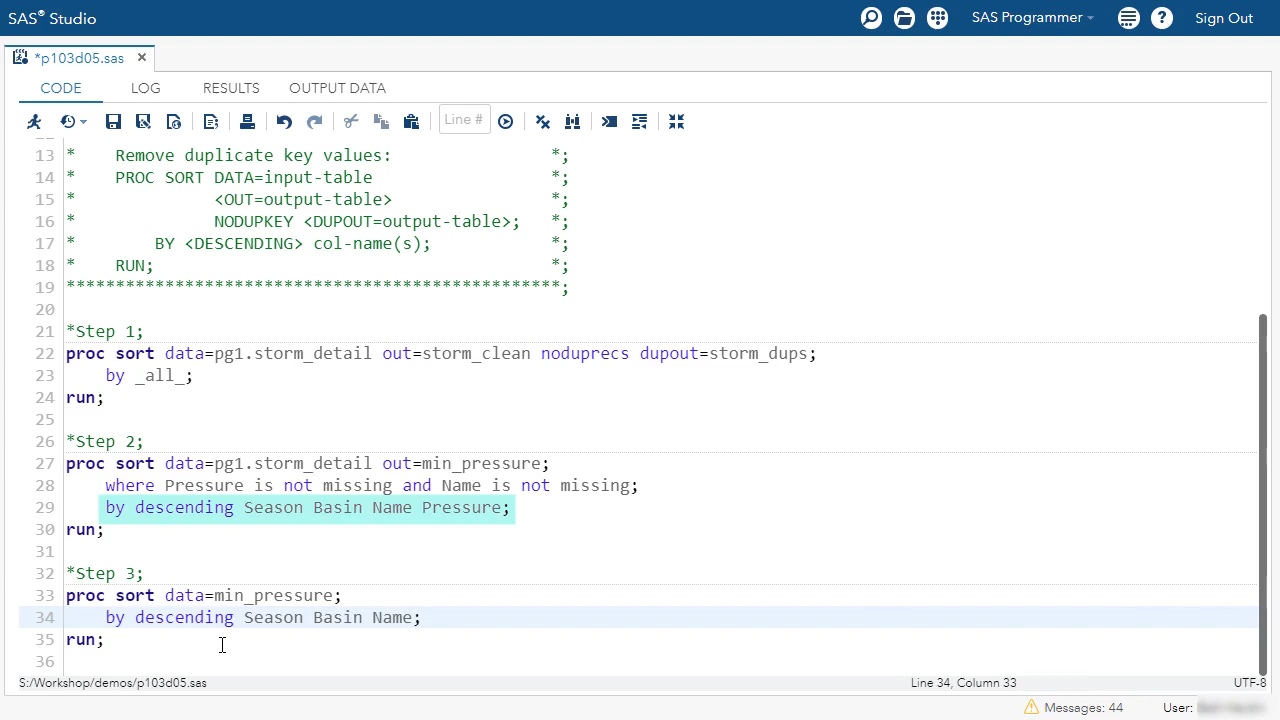 SAS® Studio
SAS Programmer
Sign Out
*p103d05.sas
CODE LOG RESULTS OUTPUT DATA
Line #
13 * Remove duplicate key values: *;
14 * PROC SORT DATA=input-table *;
15 * <OUT=output-table> *;
16 * NODUPKEY <DUPOUT=output-table>; *;
17 * BY <DESCENDING> col-name(s); *;
18 * RUN; *;
19 **************************************************;
20
21 *Step 1;
22 proc sort data=pg1.storm_detail out=storm_clean noduprecs dupout=storm_dups;
23 by _all_;
24 run;
25
26 *Step 2;
27 proc sort data=pg1.storm_detail out=min_pressure;
28 where Pressure is not missing and Name is not missing;
29 by descending Season Basin Name Pressure;
30 run;
31
32 *Step 3;
33 proc sort data=min_pressure;
34 by descending Season Basin Name;
35 run;
36
S:/Workshop/demos/p103d05.sas Line 34, Column 33 UTF-8
Messages: 44 User: